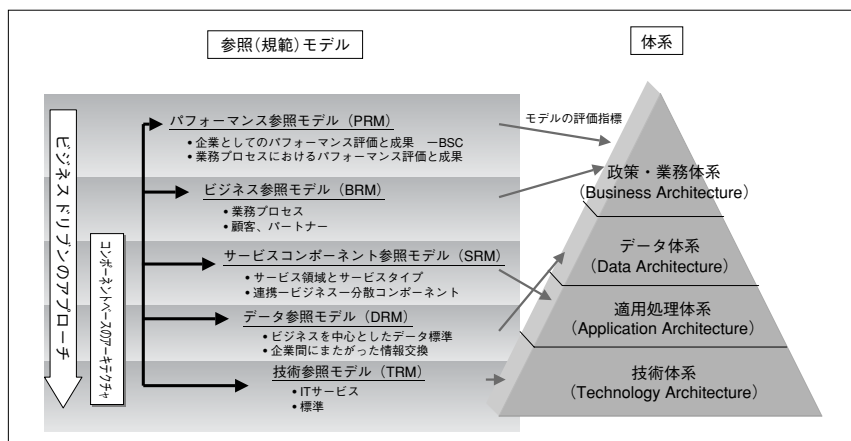 参照(規範)モデル
体系
ビジネスドリブンのアプローチ
コンポーネントベースのアーキテクチャ
パフォーマンス参照モデル（PRM）
• 企業としてのパフォーマンス評価と成果　ーBSC
• 業務プロセスにおけるパフォーマンス評価と成果
ビジネス参照モデル（BRM）
• 業務プロセス
• 顧客、パートナー
サービスコンポーネント参照モデル（SRM）
• サービス領域とサービスタイプ
• 連携ービジネスー分散コンポーネント
データ参照モデル（DRM）
• ビジネスを中心としたデータ標準
• 企業間にまたがった情報交換
技術参照モデル（TRM）
• ITサービス
• 標準
モデルの評価指標
政策・業務体系
（Business Architecture）
データ体系
（Data Architecture）
適用処理体系
（Application Architecture）
技術体系
（Technology Architecture）